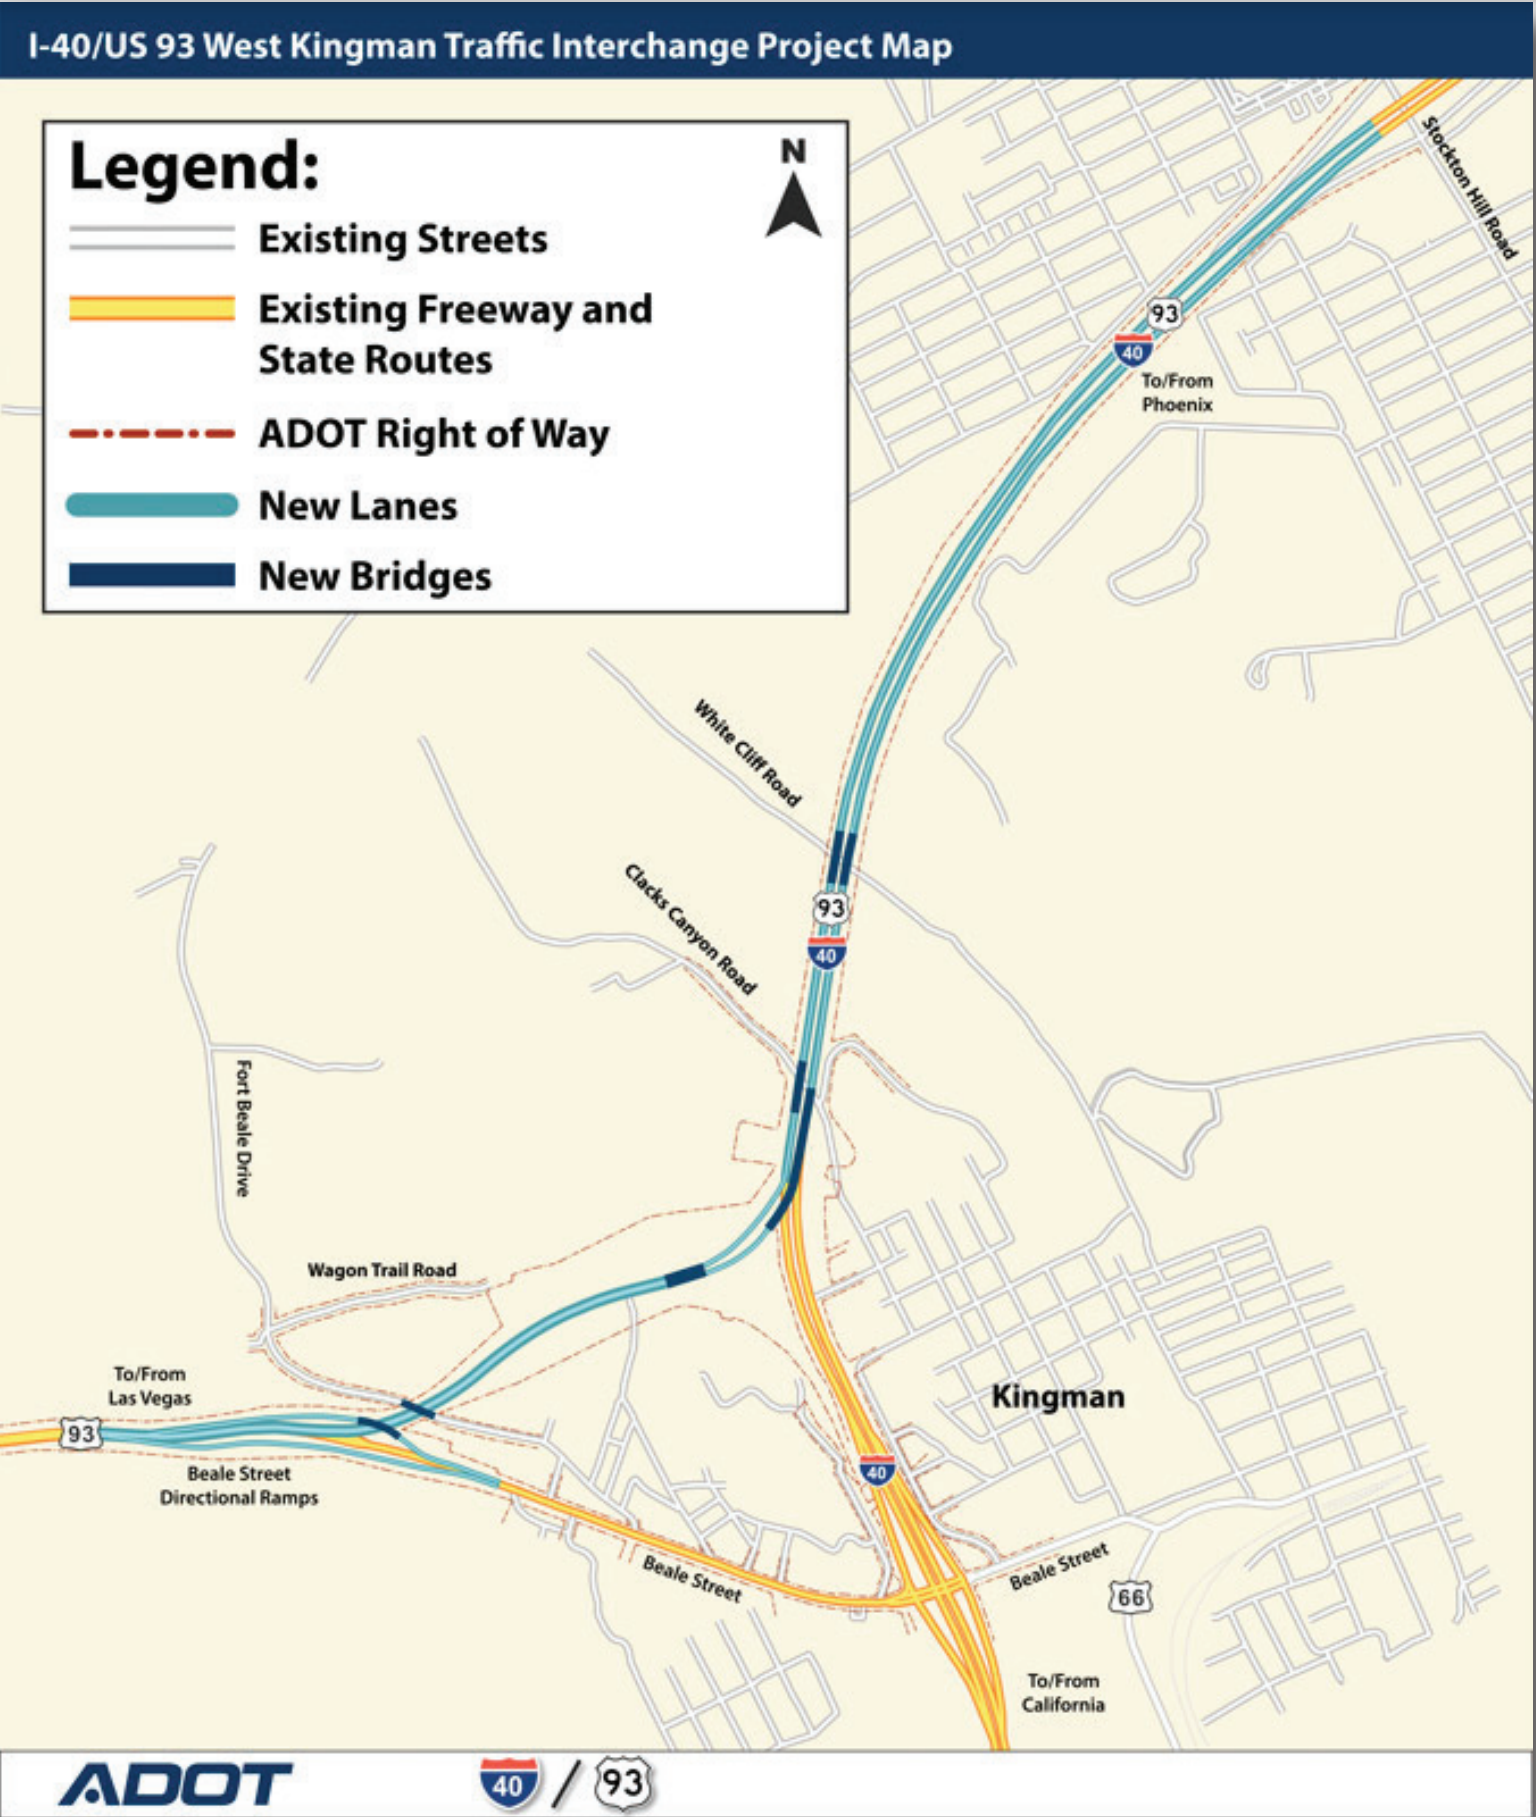 I-40/US 93 West Kingman Traffic Interchange Project Map
Legend:
N
Existing Streets
Existing Freeway and
State Routes
ADOT Right of Way
New Lanes
New Bridges
Stockton Hill Road
93
40
To/From
Phoenix
White Cliff Road
Clacks Canyon Road
93
40
Fort Beale Drive
Wagon Trail Road
To/From
Las Vegas
93
Beale Street
Directional Ramps
Kingman
40
Beale Street
Beale Street
66
To/From
California
ADOT
40 / 93